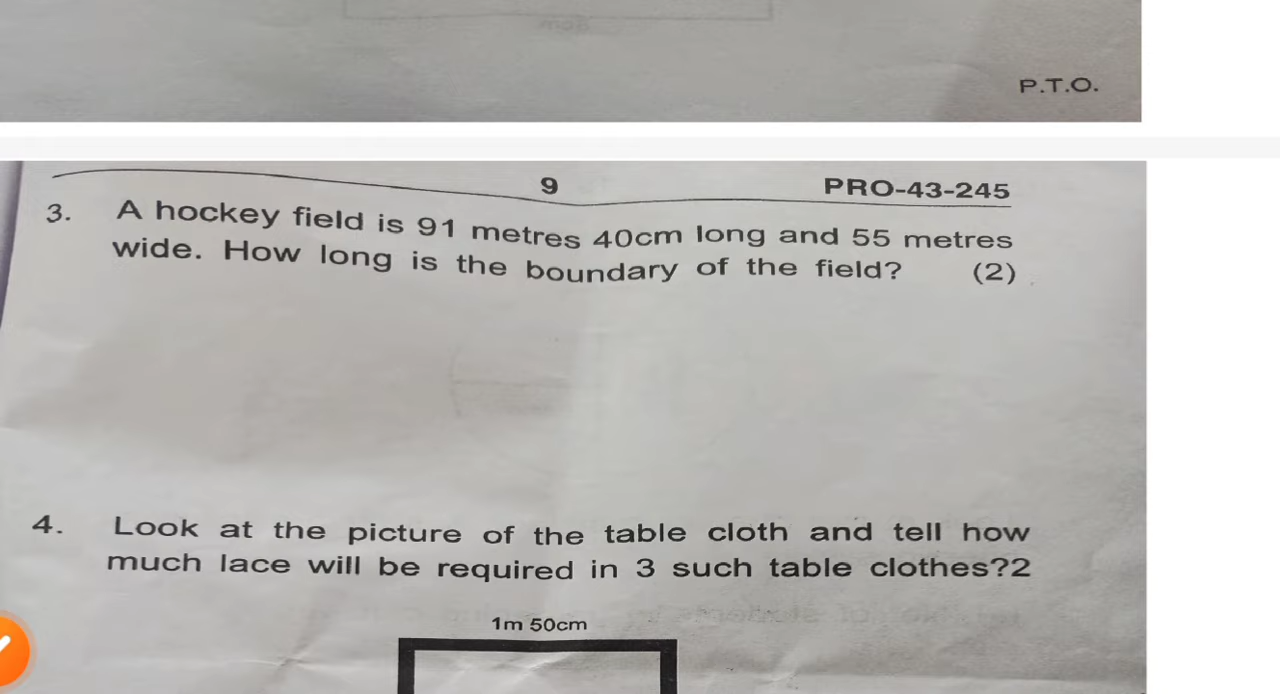 P.T.O.
9 PRO-43-245
3. A hockey field is 91 metres 40cm long and 55 metres
wide. How long is the boundary of the field? (2)
4. Look at the picture of the table cloth and tell how
much lace will be required in 3 such table clothes?2
1m 50cm